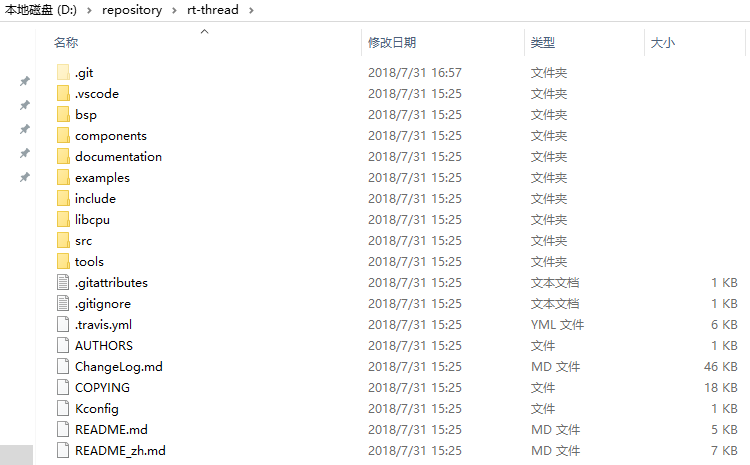 本地磁盘 (D:) > repository > rt-thread >
名称 修改日期 类型 大小
.git 2018/7/31 16:57 文件夹
.vscode 2018/7/31 15:25 文件夹
bsp 2018/7/31 15:25 文件夹
components 2018/7/31 15:25 文件夹
documentation 2018/7/31 15:25 文件夹
examples 2018/7/31 15:25 文件夹
include 2018/7/31 15:25 文件夹
libcpu 2018/7/31 15:25 文件夹
src 2018/7/31 15:25 文件夹
tools 2018/7/31 15:25 文件夹
.gitattributes 2018/7/31 15:25 文本文档 1 KB
.gitignore 2018/7/31 15:25 文本文档 1 KB
.travis.yml 2018/7/31 15:25 YML 文件 6 KB
AUTHORS 2018/7/31 15:25 文件 1 KB
ChangeLog.md 2018/7/31 15:25 MD 文件 46 KB
COPYING 2018/7/31 15:25 文件 18 KB
Kconfig 2018/7/31 15:25 文件 1 KB
README.md 2018/7/31 15:25 MD 文件 5 KB
README_zh.md 2018/7/31 15:25 MD 文件 7 KB